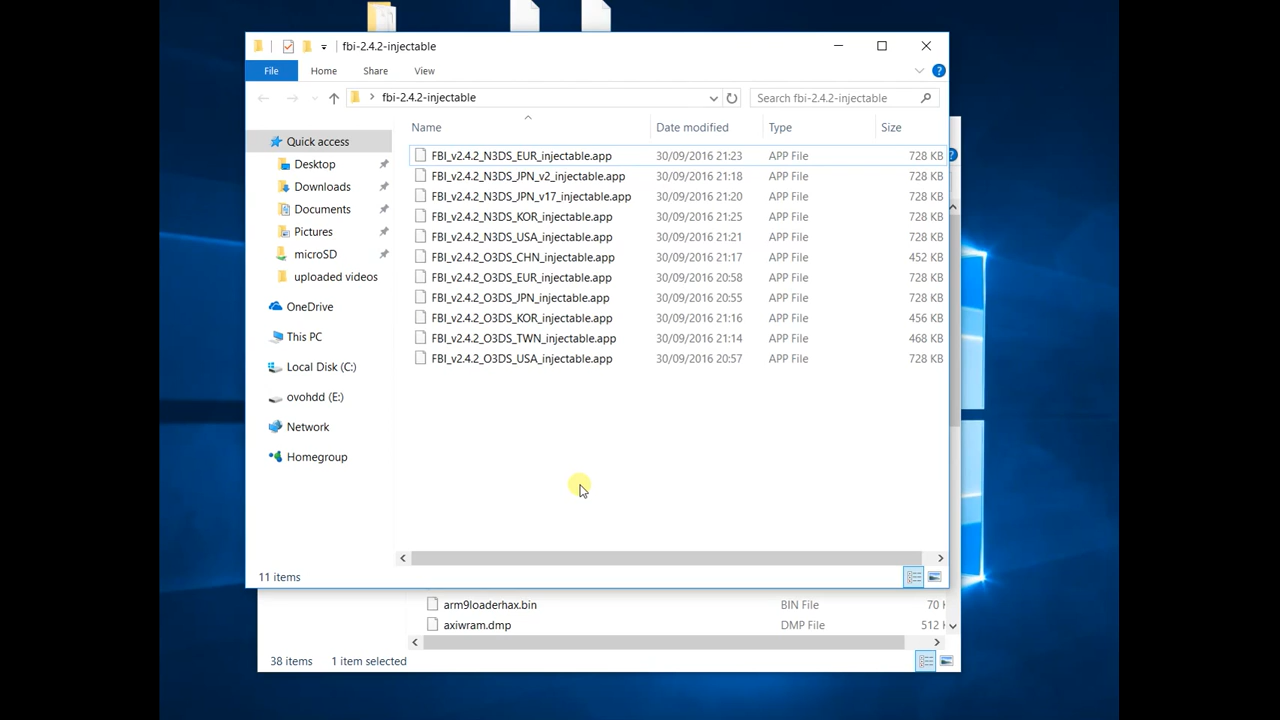 fbi-2.4.2-injectable
File Home Share View
fbi-2.4.2-injectable
Search fbi-2.4.2-injectable
Name Date modified Type Size
Quick access
Desktop
Downloads
Documents
Pictures
microSD
uploaded videos
OneDrive
This PC
Local Disk (C:)
ovohdd (E:)
Network
Homegroup
FBI_v2.4.2_N3DS_EUR_injectable.app 30/09/2016 21:23 APP File 728 KB
FBI_v2.4.2_N3DS_JPN_v2_injectable.app 30/09/2016 21:18 APP File 728 KB
FBI_v2.4.2_N3DS_JPN_v17_injectable.app 30/09/2016 21:20 APP File 728 KB
FBI_v2.4.2_N3DS_KOR_injectable.app 30/09/2016 21:25 APP File 728 KB
FBI_v2.4.2_N3DS_USA_injectable.app 30/09/2016 21:21 APP File 728 KB
FBI_v2.4.2_O3DS_CHN_injectable.app 30/09/2016 21:17 APP File 452 KB
FBI_v2.4.2_O3DS_EUR_injectable.app 30/09/2016 20:58 APP File 728 KB
FBI_v2.4.2_O3DS_JPN_injectable.app 30/09/2016 20:55 APP File 728 KB
FBI_v2.4.2_O3DS_KOR_injectable.app 30/09/2016 21:16 APP File 456 KB
FBI_v2.4.2_O3DS_TWN_injectable.app 30/09/2016 21:14 APP File 468 KB
FBI_v2.4.2_O3DS_USA_injectable.app 30/09/2016 20:57 APP File 728 KB
11 items
arm9loaderhax.bin BIN File 70
axiwram.dmp DMP File 512
38 items 1 item selected